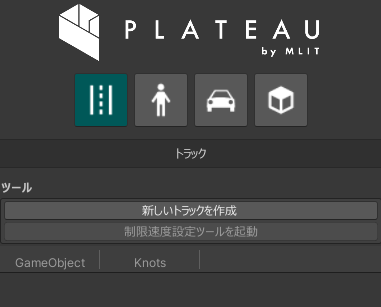 PLATEAU
by MLIT
トラック
ツール
新しいトラックを作成
制限速度設定ツールを起動
GameObject Knots